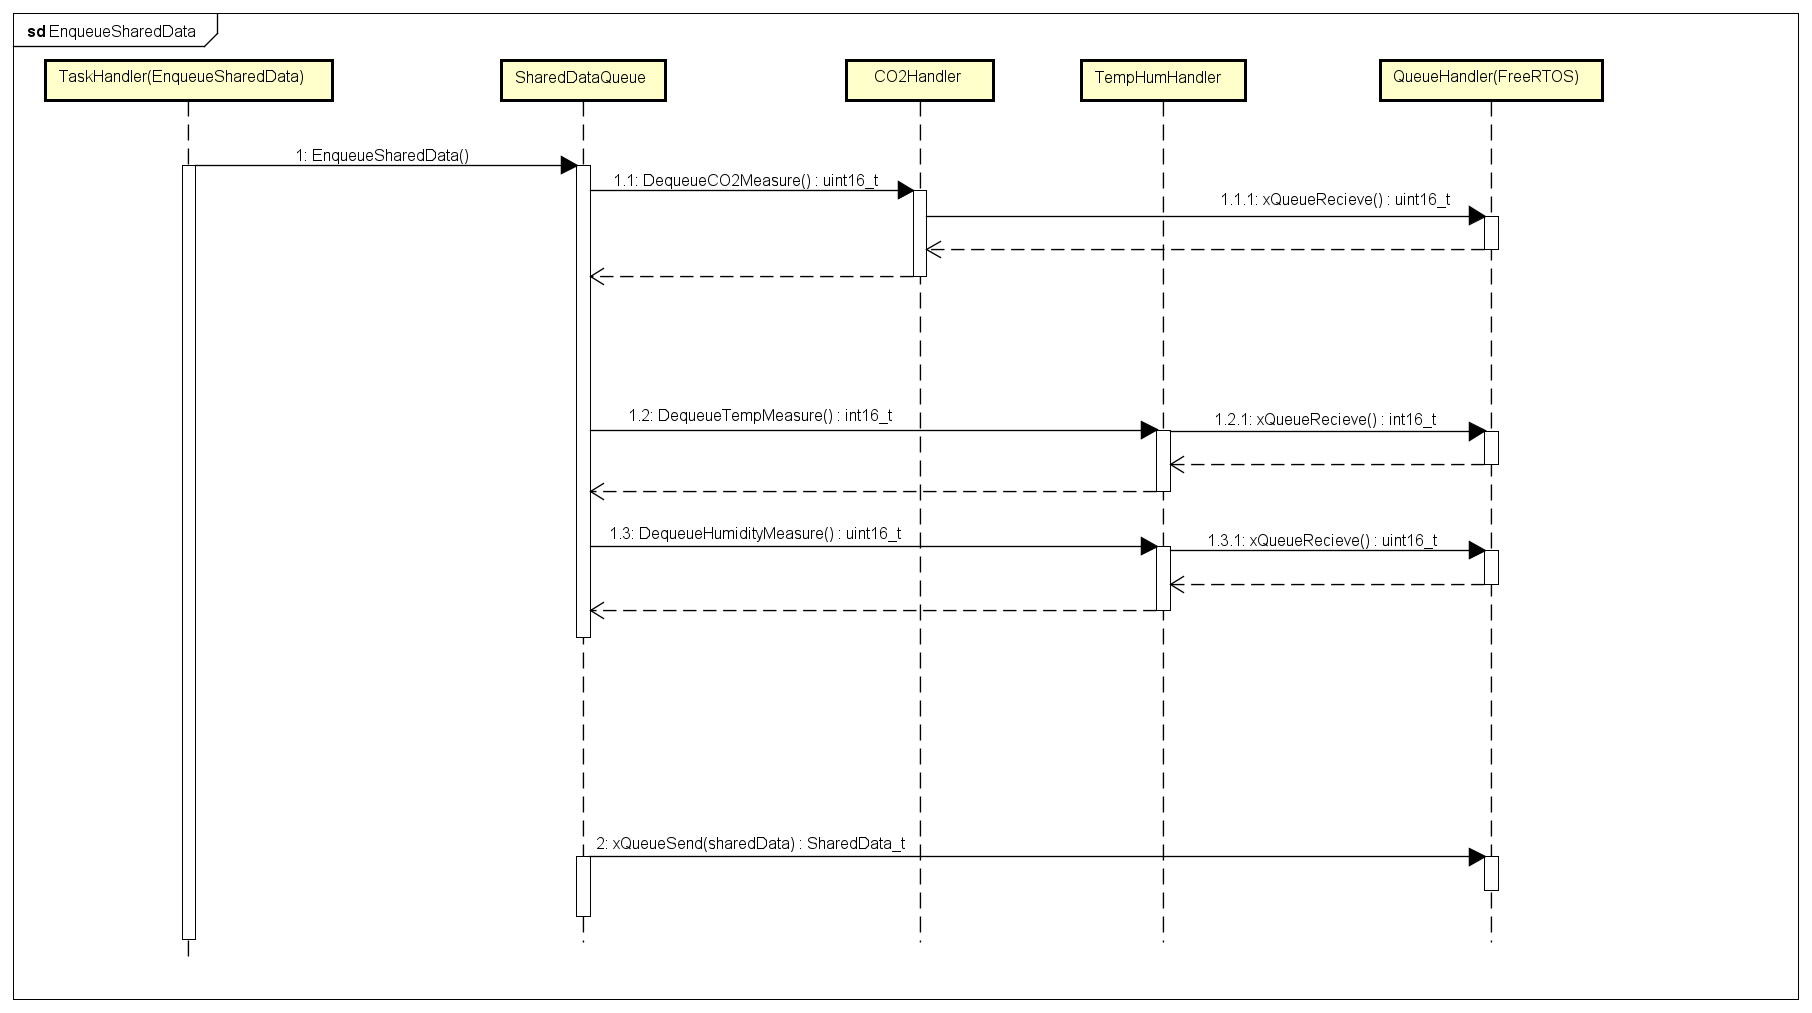 sd EnqueueSharedData
TaskHandler(EnqueueSharedData)
SharedDataQueue
CO2Handler
TempHumHandler
QueueHandler(FreeRTOS)
1: EnqueueSharedData()
1.1: DequeueCO2Measure() : uint16_t
1.1.1: xQueueRecieve() : uint16_t
1.2: DequeueTempMeasure() : int16_t
1.2.1: xQueueRecieve() : int16_t
1.3: DequeueHumidityMeasure() : uint16_t
1.3.1: xQueueRecieve() : uint16_t
2: xQueueSend(sharedData) : SharedData_t